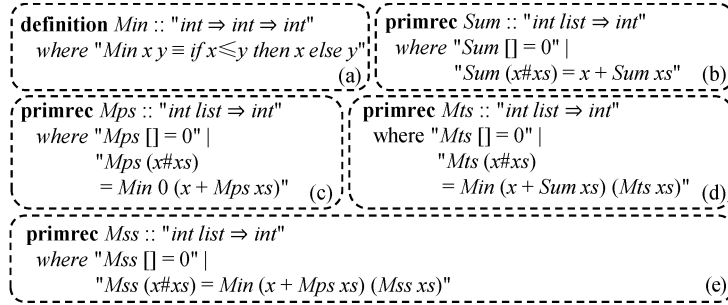 definition Min :: "int ⇒ int ⇒ int"
where "Min x y ≡ if x≤y then x else y"
(a)
primrec Sum :: "int list ⇒ int"
where "Sum [] = 0" |
"Sum (x#xs) = x + Sum xs"
(b)
primrec Mps :: "int list ⇒ int"
where "Mps [] = 0" |
"Mps (x#xs)
= Min 0 (x + Mps xs)"
(c)
primrec Mts :: "int list ⇒ int"
where "Mts [] = 0" |
"Mts (x#xs)
= Min (x + Sum xs) (Mts xs)"
(d)
primrec Mss :: "int list ⇒ int"
where "Mss [] = 0" |
"Mss (x#xs) = Min (x + Mps xs) (Mss xs)"
(e)